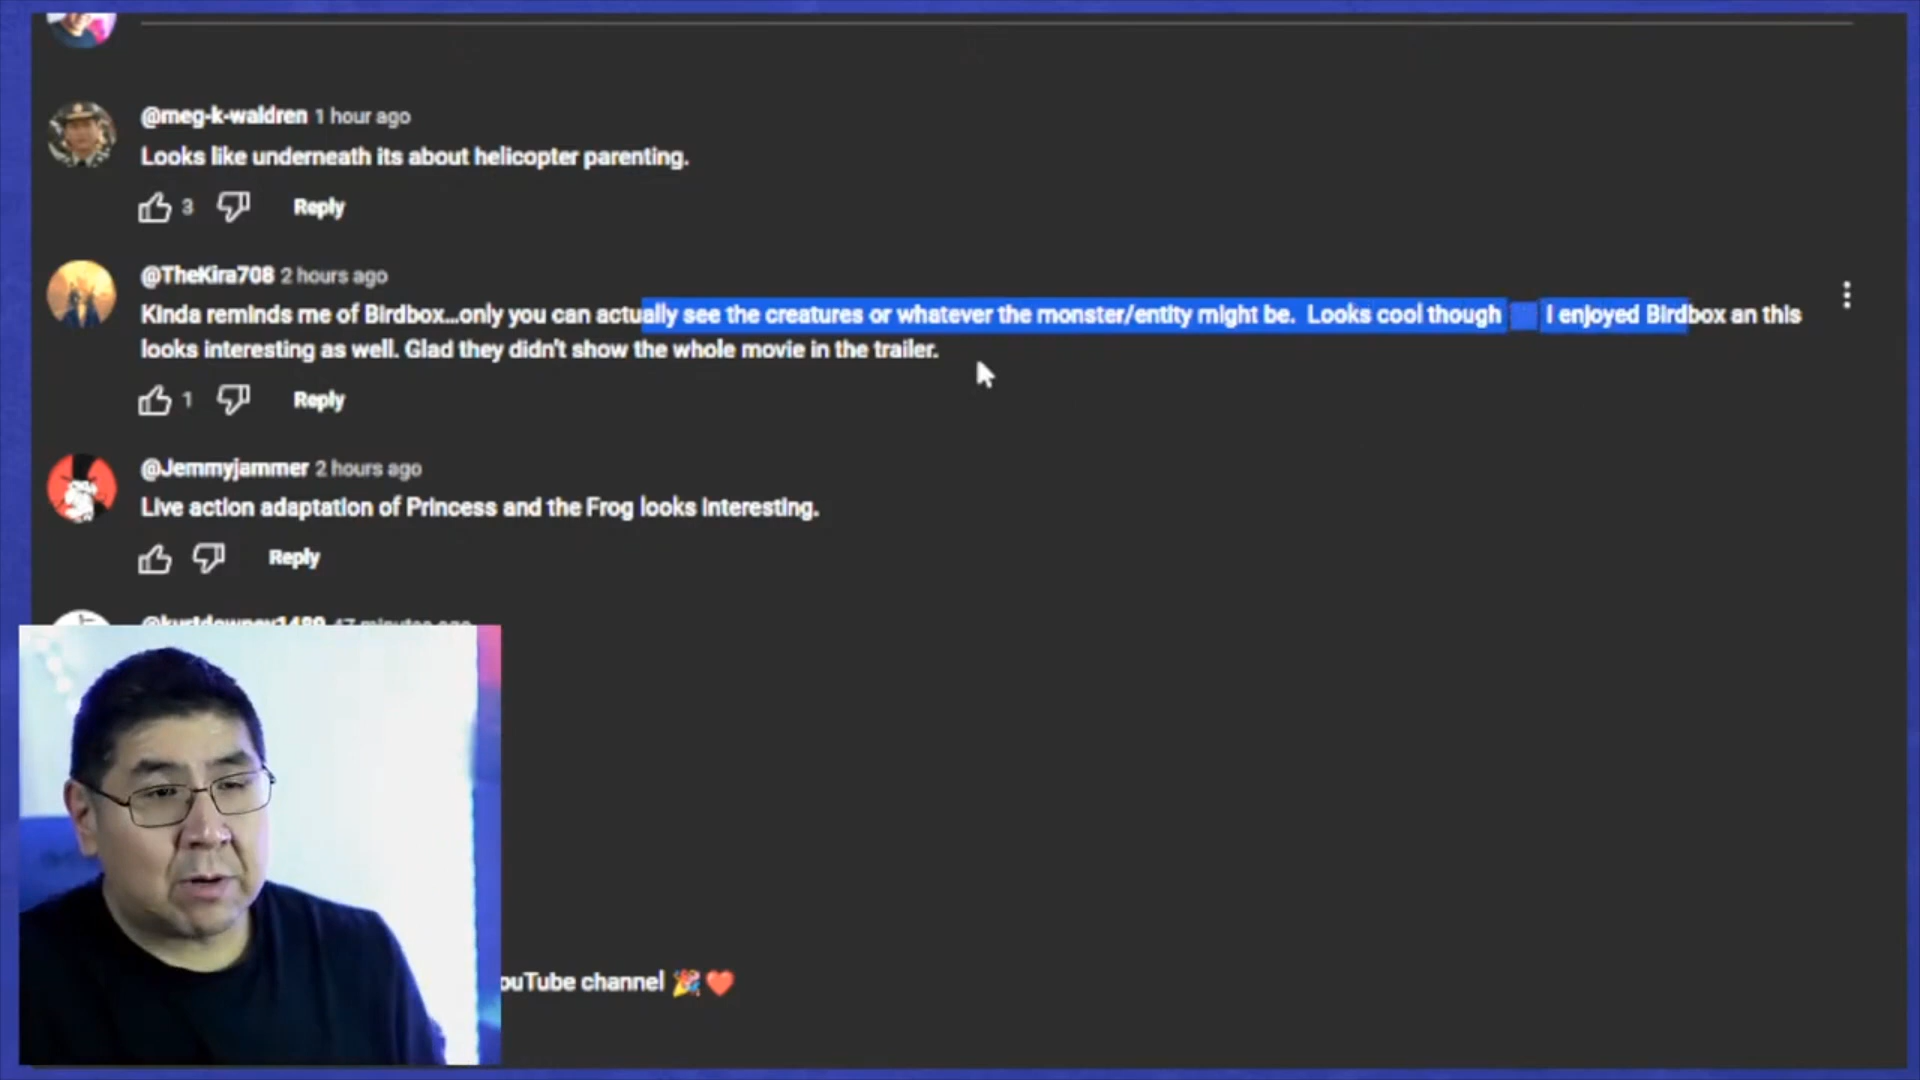 @meg-k-waldren 1 hour ago
Looks like underneath its about helicopter parenting.
3 Reply
@TheKira708 2 hours ago
Kinda reminds me of Birdbox...only you can actually see the creatures or whatever the monster/entity might be. Looks cool though I enjoyed Birdbox an this
looks interesting as well. Glad they didn't show the whole movie in the trailer.
1 Reply
@Jemmyjammer 2 hours ago
Live action adaptation of Princess and the Frog looks interesting.
Reply
@kurtdowney1489 47 minutes ago
ouTube channel 🎉❤️